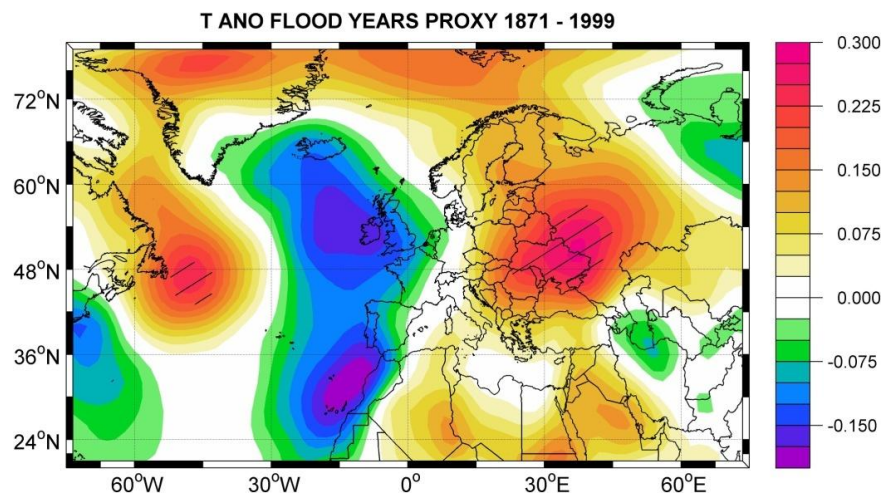 T ANO FLOOD YEARS PROXY 1871 - 1999
72°N
60°N
48°N
36°N
24°N
60°W
30°W
0°
30°E
60°E
0.300
0.225
0.150
0.075
0.000
-0.075
-0.150